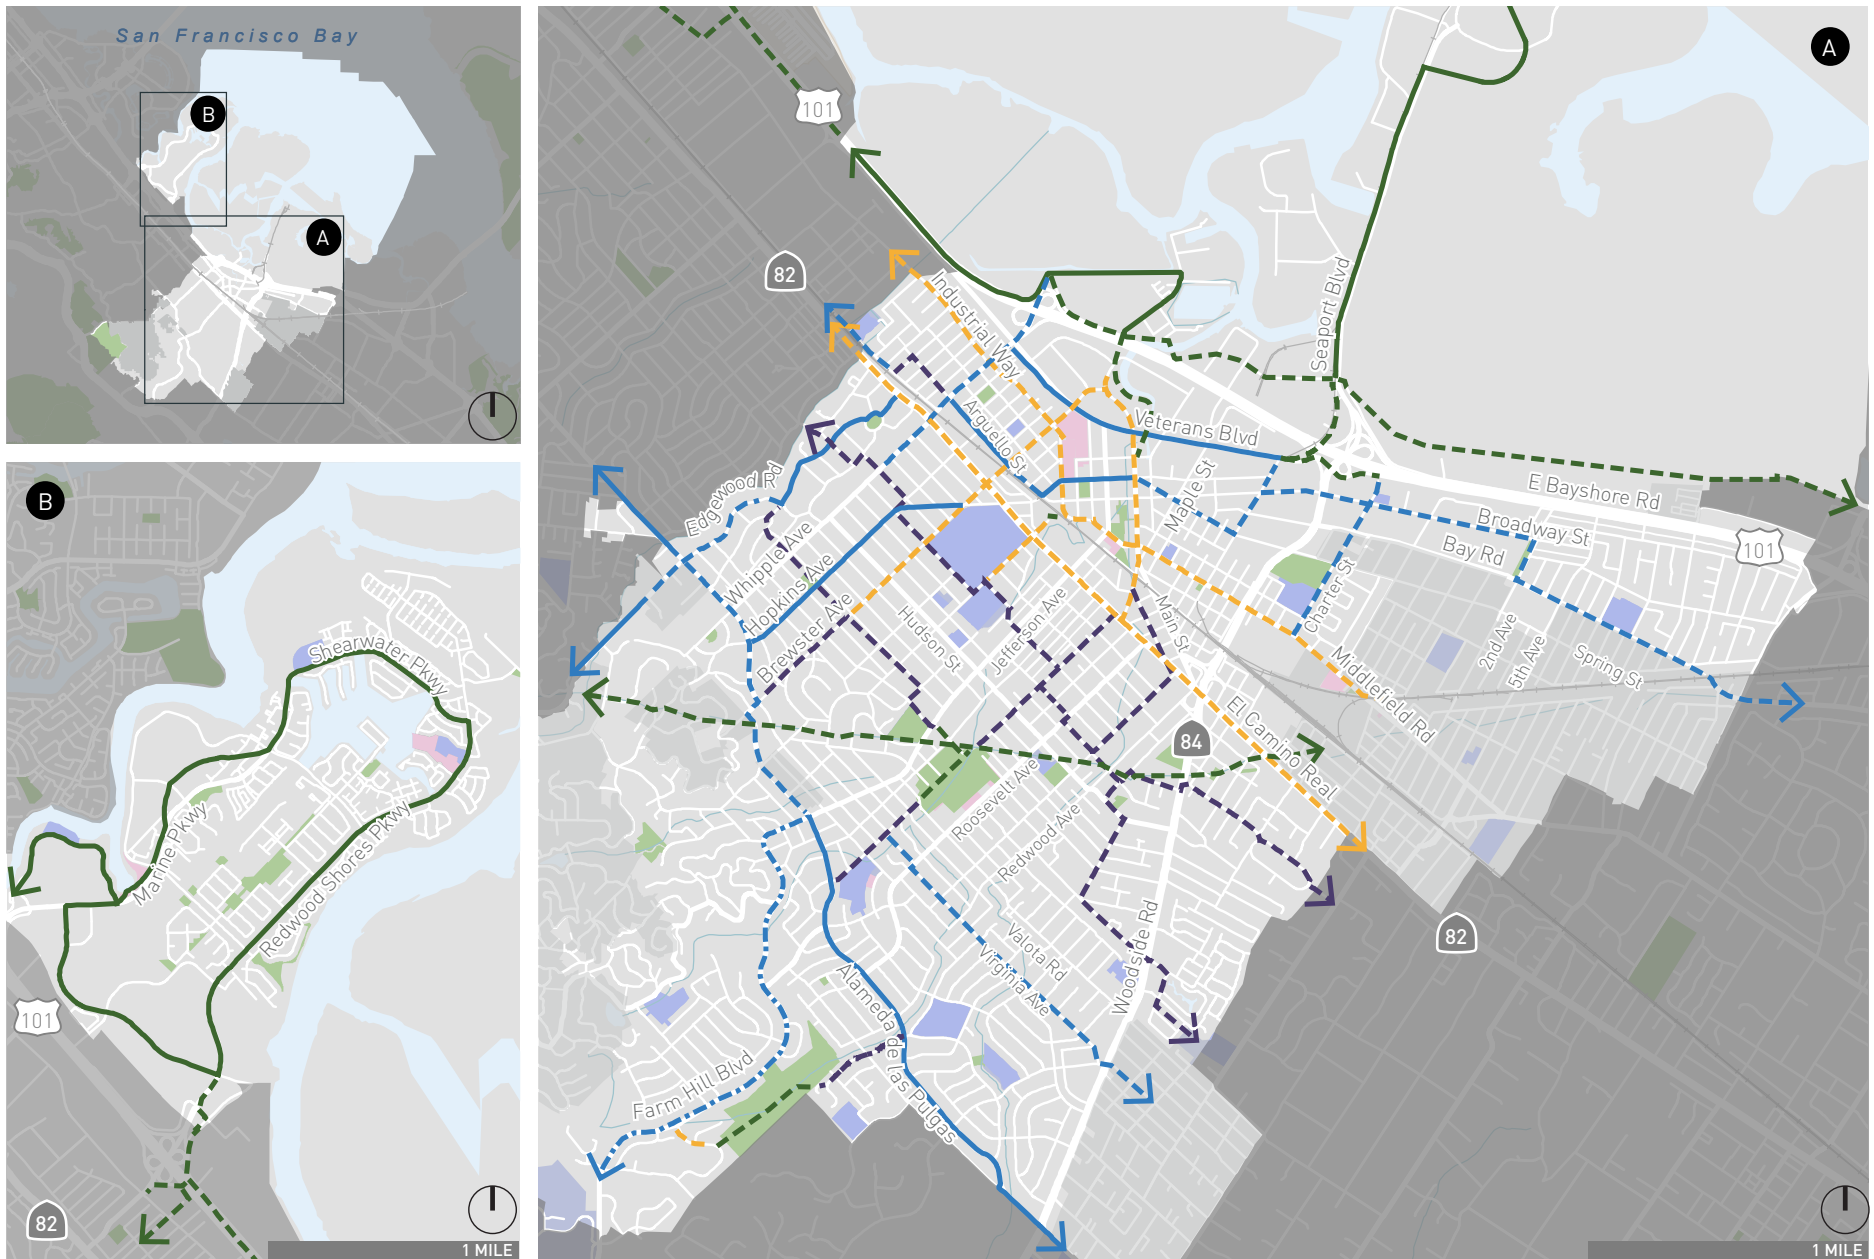 San Francisco Bay
B
A
B
Shearwater Pkwy
Marine Pkwy
Redwood Shores Pkwy
101
82
1 MILE
A
101
82
Industrial Way
Seaport Blvd
Arguello St
Veterans Blvd
Maple St
E Bayshore Rd
Broadway St
Bay Rd
101
Edgewood Rd
Whipple Ave
Hopkins Ave
Brewster Ave
Hudson St
Jefferson Ave
Main St
Charter St
2nd Ave
5th Ave
Spring St
Middlefield Rd
El Camino Real
84
Roosevelt Ave
Redwood Ave
82
Valota Rd
Virginia Ave
Woodside Rd
Alameda de las Pulgas
Farm Hill Blvd
1 MILE